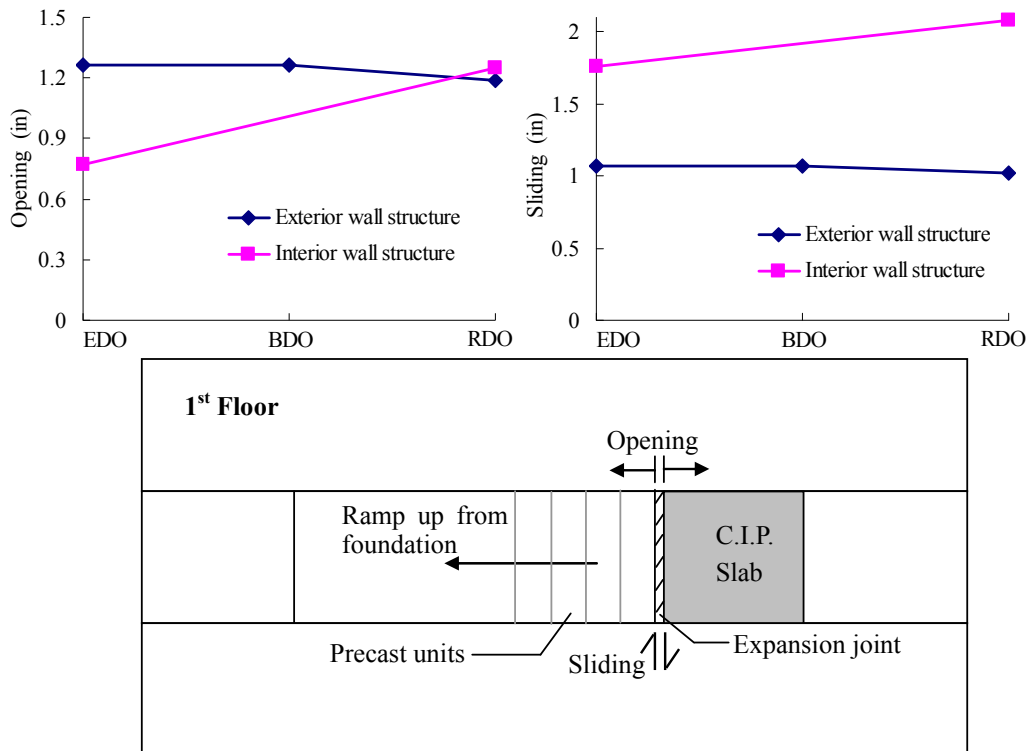 1.5
1.2
0.9
0.6
0.3
0
Opening (in)
Exterior wall structure
Interior wall structure
EDO BDO RDO
2
1.5
1
0.5
0
Sliding (in)
Exterior wall structure
Interior wall structure
EDO BDO RDO
1st Floor
Opening
Ramp up from
foundation
C.I.P.
Slab
Precast units
Sliding
Expansion joint